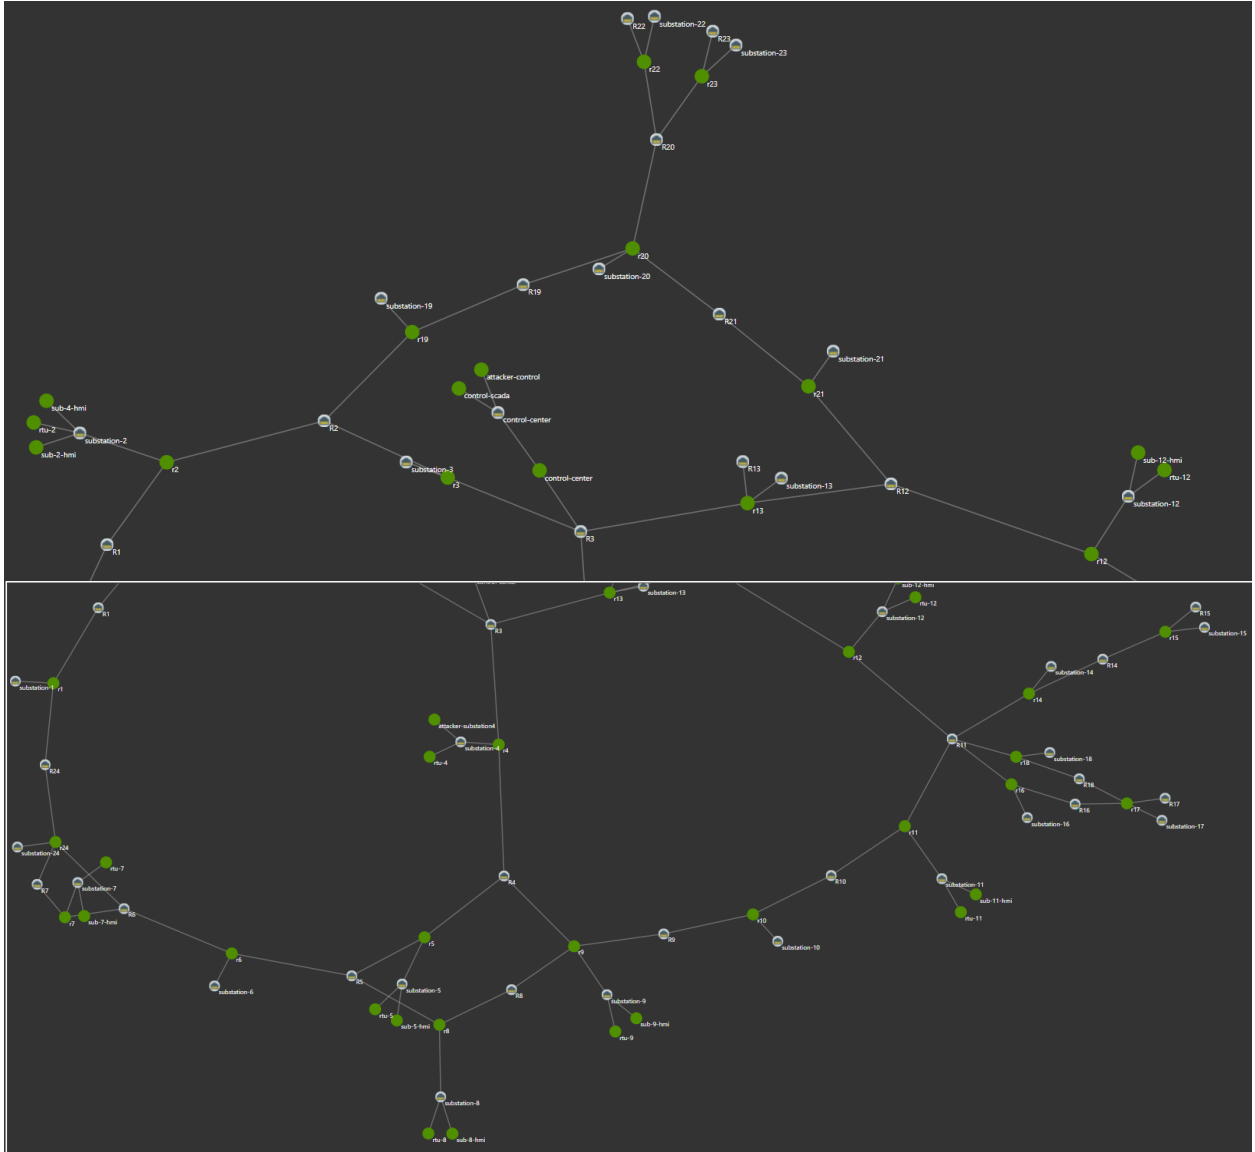 R22
substation-22
R23
substation-23
r22
r23
R20
r20
substation-20
substation-19
R19
R21
r19
substation-21
attacker-control
r21
control-scada
sub-4-hmi
control-center
rtu-2
R2
substation-2
sub-2-hmi
sub-12-hmi
substation-3
R13
r2
rtu-12
r3
control-center
substation-13
R12
substation-12
r13
R3
R1
r12
sub-12-hmi
substation-13
r13
rtu-12
R1
R15
substation-12
R3
substation-15
r15
r12
R14
substation-14
substation-1
r1
r14
attacker-substation4
R11
substation-4
r4
substation-18
rtu-4
r18
R24
R18
r16
R17
R16
r17
substation-16
substation-17
r24
substation-24
r11
rtu-7
R4
R10
substation-7
R7
substation-11
sub-11-hmi
R6
r7
sub-7-hmi
rtu-11
r10
R9
r5
substation-10
r9
r6
R5
substation-5
substation-6
R8
substation-9
rtu-5
sub-5-hmi
sub-9-hmi
r8
rtu-9
substation-8
rtu-8
sub-8-hmi